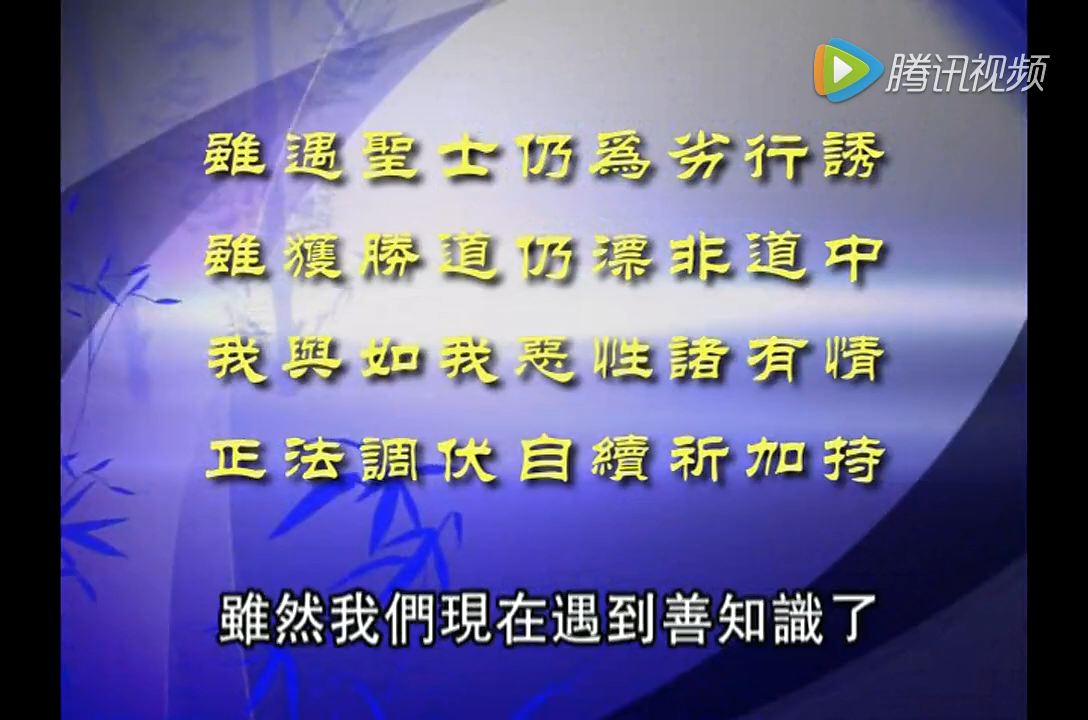 腾讯视频
雖遇聖士仍為劣行誘
雖獲勝道仍漂非道中
我與如我惡性諸有情
正法調伏自續祈加持
雖然我們現在遇到善知識了